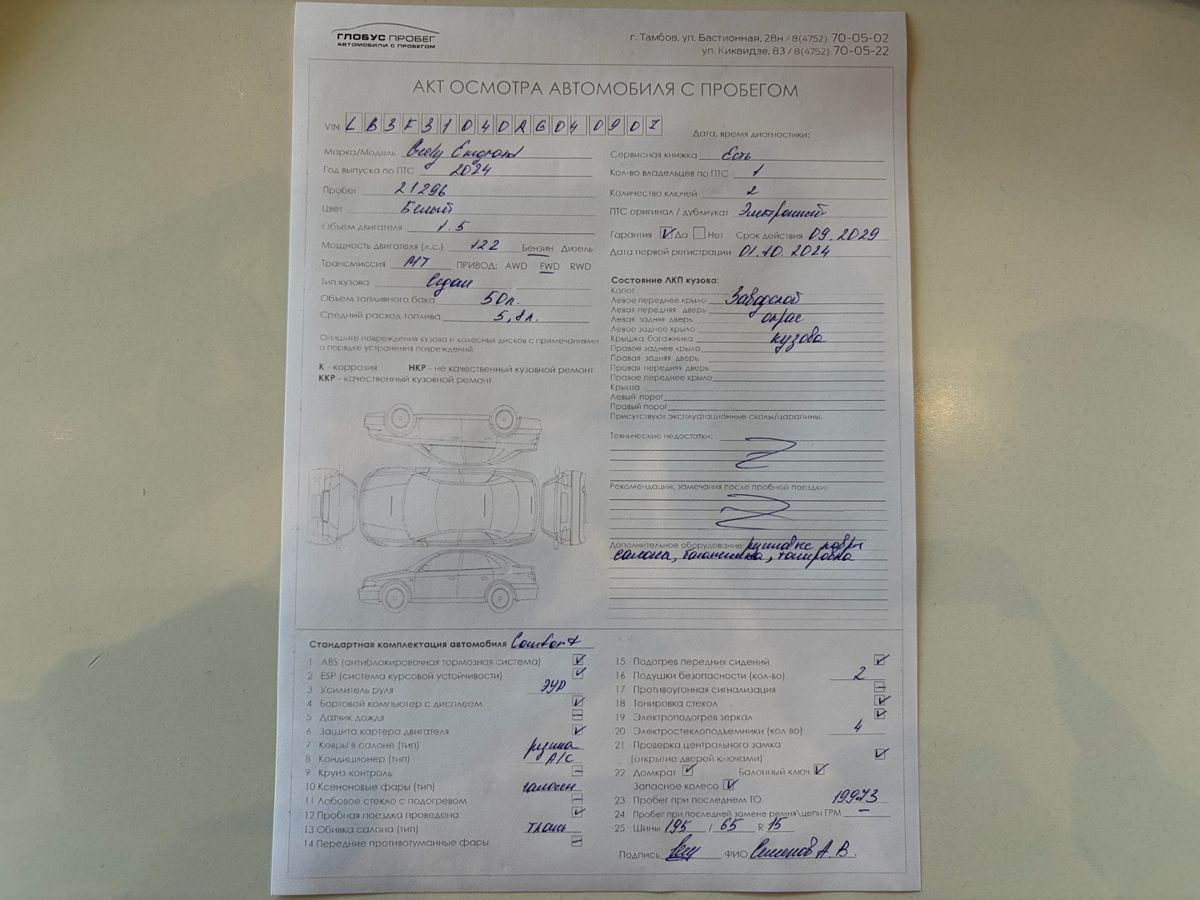 ГЛОБУС ПРОБЕГ
АВТОМОБИЛИ С ПРОБЕГОМ
г. Тамбов, ул. Бастионная, 28н / 8(4752) 70-05-02
ул. Киквидзе, 83 / 8(4752) 70-05-22
АКТ ОСМОТРА АВТОМОБИЛЯ С ПРОБЕГОМ
VIN
Дата, время диагностики:
Марка/Модель Geely Emgrand
Год выпуска по ПТС 2024
Пробег 21296
Цвет Белый
Объем двигателя 1.5
Мощность двигателя (л.с.) 122 Бензин Дизель
Трансмиссия МТ ПРИВОД: AWD FWD RWD
Тип кузова Седан
Объем топливного бака 50л.
Средний расход топлива 5,8л.
Опишите повреждения кузова и колесных дисков с примечаниями
о порядке устранения повреждений
К - коррозия НКР - не качественный кузовной ремонт
ККР - качественный кузовной ремонт
Сервисная книжка Есть
Кол-во владельцев по ПТС 1
Количество ключей 2
ПТС оригинал / дубликат Электронный
Гарантия Да Нет Срок действия 09.2029
Дата первой регистрации 01.10.2024
Состояние ЛКП кузова:
Капот
Левое переднее крыло Заводской
Левая передняя дверь
Левая задняя дверь окрас
Левое заднее крыло
Крышка багажника кузова
Правое заднее крыло
Правая задняя дверь
Правая передняя дверь
Правое переднее крыло
Крыша
Левый порог
Правый порог
Присутствуют эксплуатационные сколы/царапины.
Технические недостатки:
Рекомендации, замечания после пробной поездки:
Дополнительное оборудование:
салона, тонировка
Стандартная комплектация автомобиля Comfort
1 ABS (антиблокировочная тормозная система)
2 ESP (система курсовой устойчивости)
3 Усилитель руля ЭУР
4 Бортовой компьютер с дисплеем
5 Датчик дождя
6 Защита картера двигателя
7 Ковры в салоне (тип) резина
8 Кондиционер (тип) A/C
9 Круиз-контроль
10 Ксеноновые фары (тип) галоген
11 Лобовое стекло с подогревом
12 Пробная поездка проведена
13 Обивка салона (тип) ткань
14 Передние противотуманные фары
15 Подогрев передних сидений
16 Подушки безопасности (кол-во) 2
17 Противоугонная сигнализация
18 Тонировка стекол
19 Электроподогрев зеркал
20 Электростеклоподъемники (кол-во) 4
21 Проверка центрального замка
(открытие дверей ключами)
22 Домкрат Балонный ключ
Запасное колесо
23 Пробег при последнем ТО 19973
24 Пробег при последней замене ремня\цепи ГРМ —
25 Шины 195 / 65 R 15
Подпись ФИО Семенов А.В.